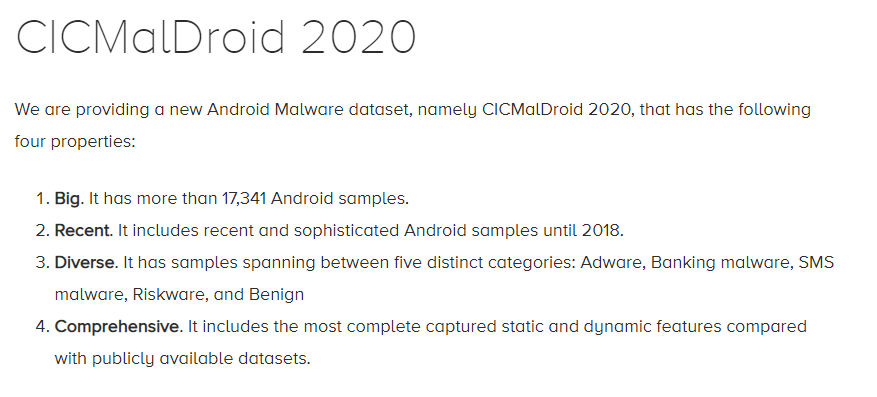 CICMalDroid 2020
We are providing a new Android Malware dataset, namely CICMalDroid 2020, that has the following
four properties:
1. Big. It has more than 17,341 Android samples.
2. Recent. It includes recent and sophisticated Android samples until 2018.
3. Diverse. It has samples spanning between five distinct categories: Adware, Banking malware, SMS
malware, Riskware, and Benign
4. Comprehensive. It includes the most complete captured static and dynamic features compared
with publicly available datasets.